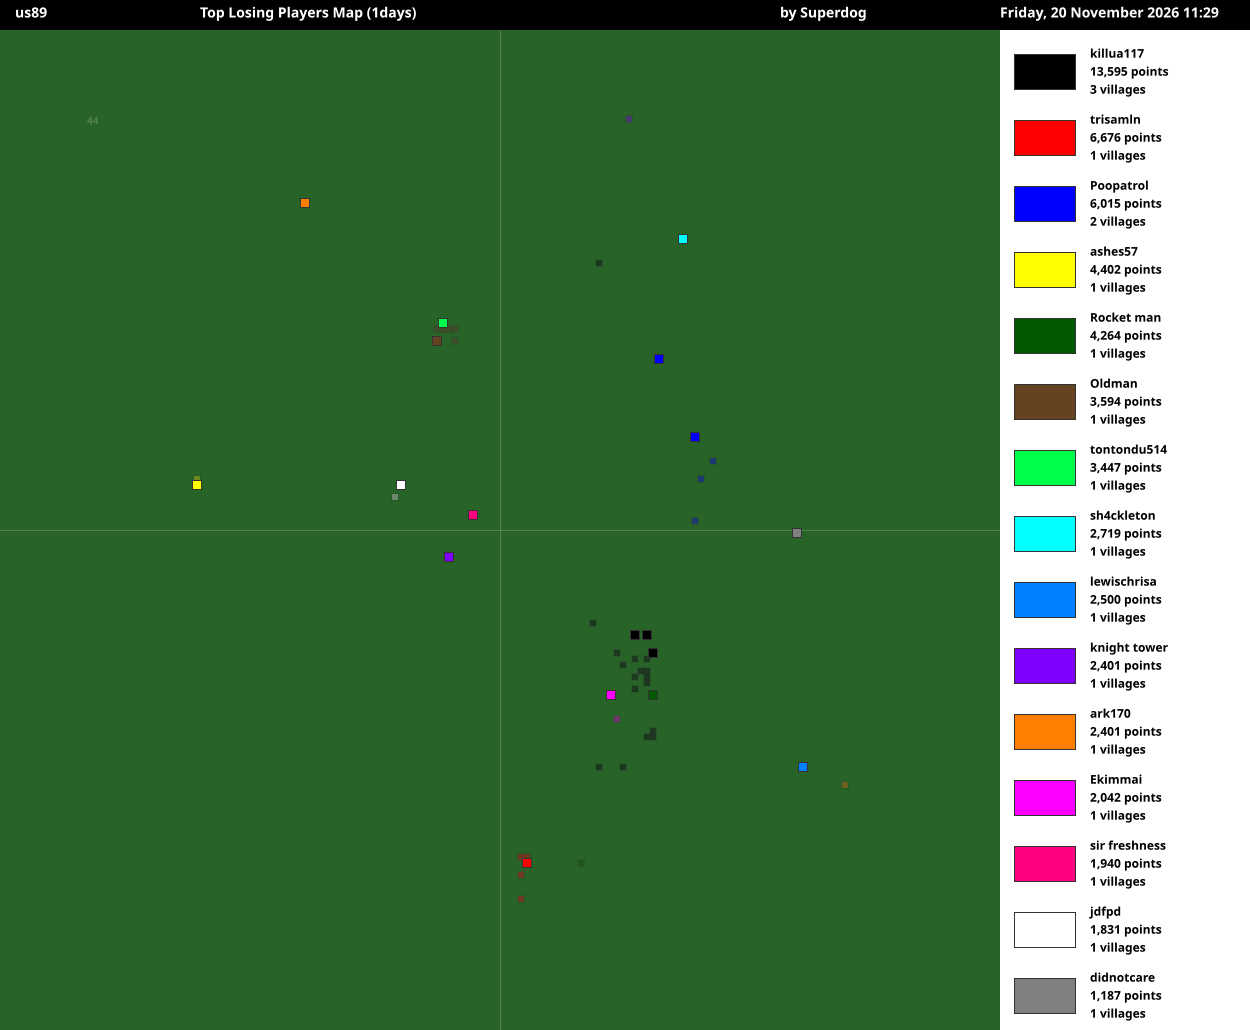 us89 Top Losing Players Map (1days) by Superdog Friday, 20 November 2026 11:29
44
killua117
13,595 points
3 villages
trisamln
6,676 points
1 villages
Poopatrol
6,015 points
2 villages
ashes57
4,402 points
1 villages
Rocket man
4,264 points
1 villages
Oldman
3,594 points
1 villages
tontondu514
3,447 points
1 villages
sh4ckleton
2,719 points
1 villages
lewischrisa
2,500 points
1 villages
knight tower
2,401 points
1 villages
ark170
2,401 points
1 villages
Ekimmai
2,042 points
1 villages
sir freshness
1,940 points
1 villages
jdfpd
1,831 points
1 villages
didnotcare
1,187 points
1 villages